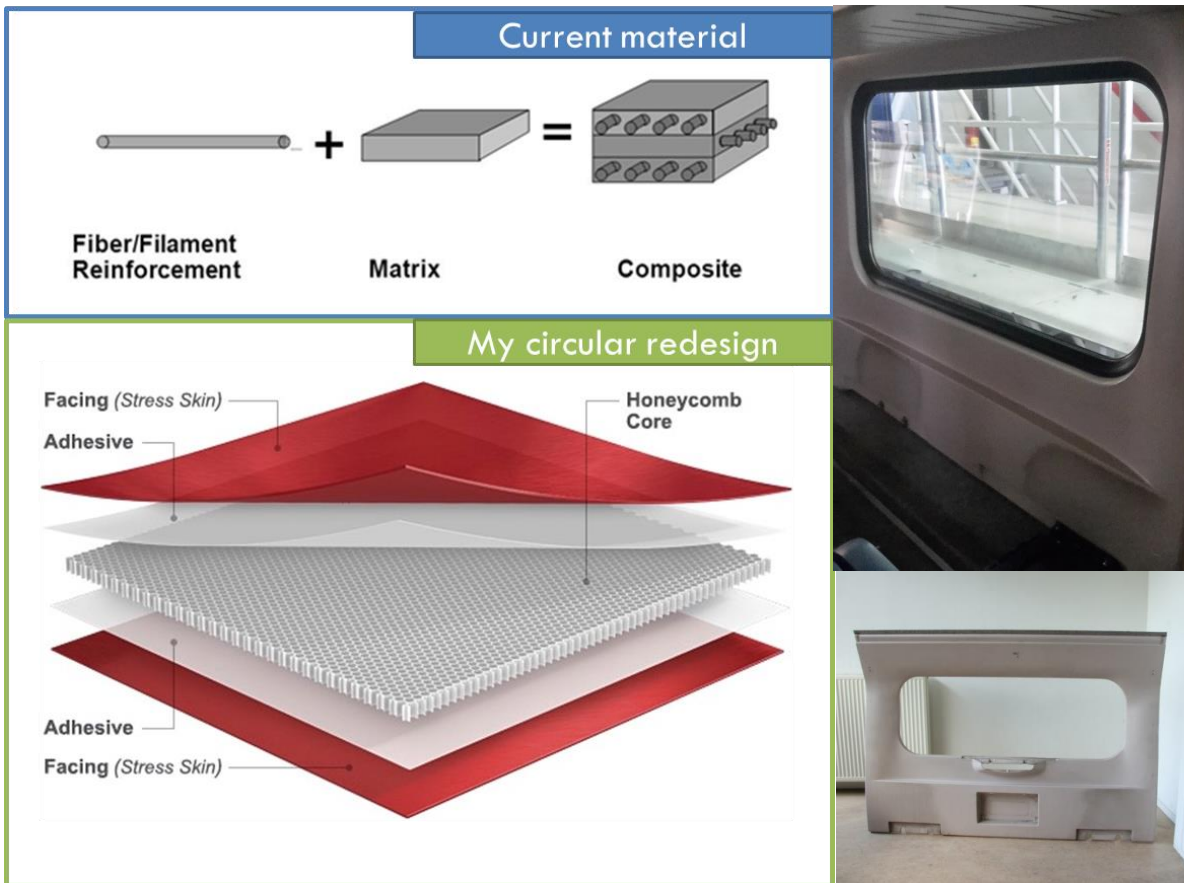 Current material
+
=
Fiber/Filament
Reinforcement
Matrix
Composite
My circular redesign
Facing (Stress Skin)
Adhesive
Honeycomb
Core
Adhesive
Facing (Stress Skin)